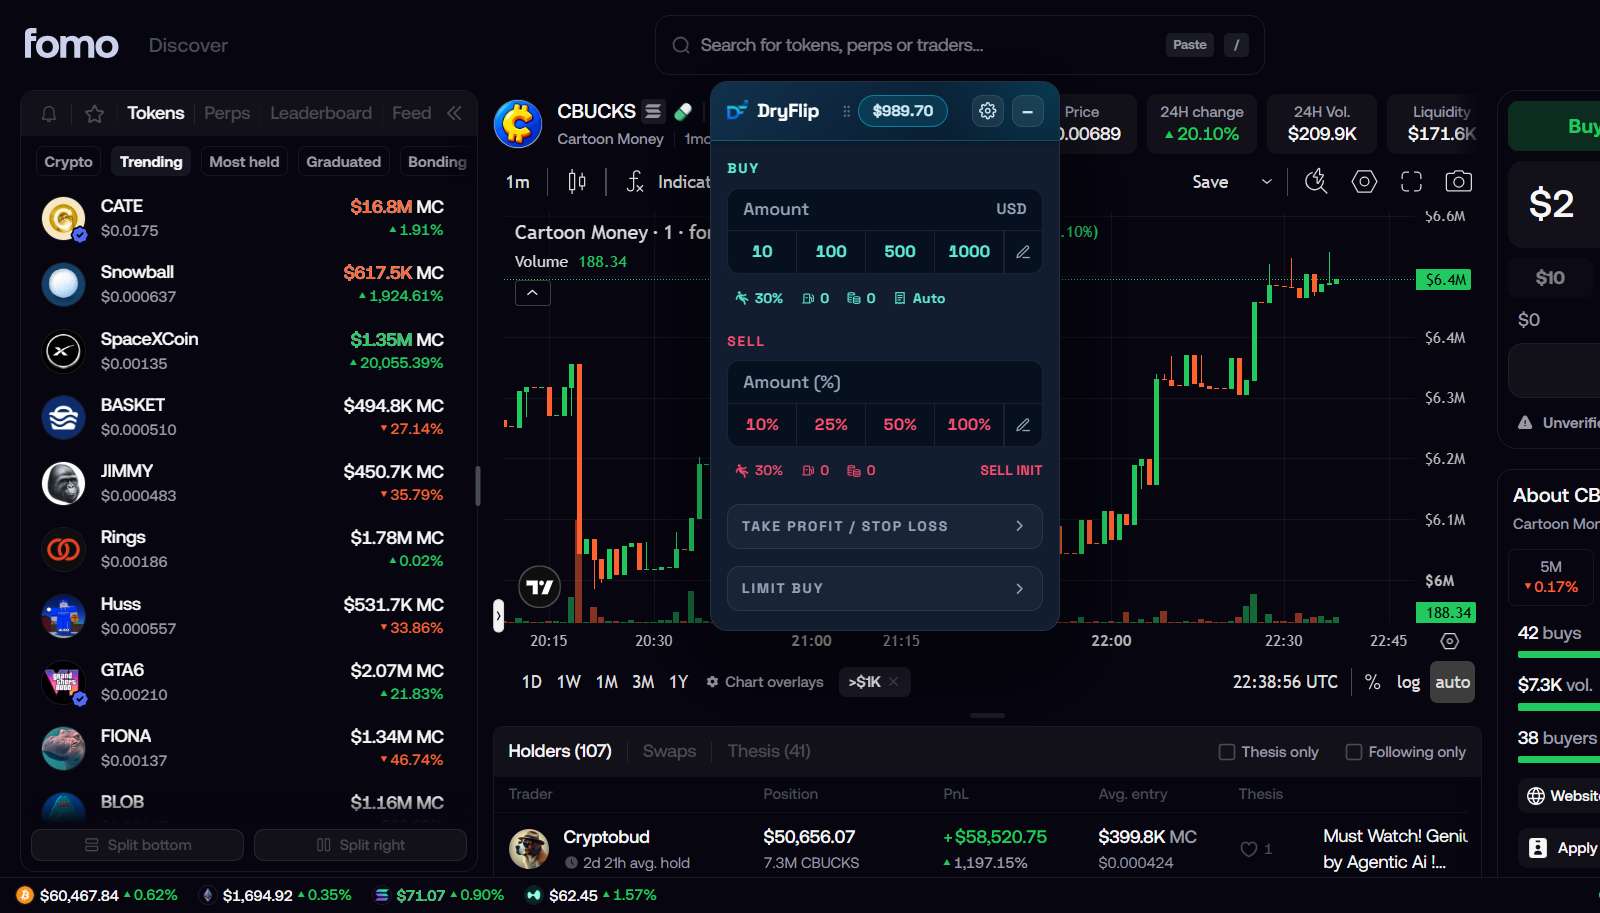 fomo
Discover
Search for tokens, perps or traders...
Paste
/
Tokens
Perps
Leaderboard
Feed
Crypto
Trending
Most held
Graduated
Bonding
CATE
$16.8M MC
$0.0175
1.91%
Snowball
$617.5K MC
$0.000637
1,924.61%
SpaceXCoin
$1.35M MC
$0.00135
20,055.39%
BASKET
$494.8K MC
$0.000510
27.14%
JIMMY
$450.7K MC
$0.000483
35.79%
Rings
$1.78M MC
$0.00186
0.02%
Huss
$531.7K MC
$0.000557
33.86%
GTA6
$2.07M MC
$0.00210
21.83%
FIONA
$1.34M MC
$0.00137
46.74%
BLOB
$1.16M MC
Split bottom
Split right
CBUCKS
Cartoon Money
1mo
Price
0.00689
24H change
20.10%
24H Vol.
$209.9K
Liquidity
$171.6K
1m
Indicat
Save
Cartoon Money · 1 · for
.10%)
Volume 188.34
DryFlip
$989.70
BUY
Amount
USD
10
100
500
1000
30%
0
0
Auto
SELL
Amount (%)
10%
25%
50%
100%
30%
0
0
SELL INIT
TAKE PROFIT / STOP LOSS
LIMIT BUY
$6.6M
$6.4M
$6.4M
$6.3M
$6.2M
$6.1M
$6M
188.34
20:15
20:30
21:00
21:15
22:00
22:30
22:45
1D
1W
1M
3M
1Y
Chart overlays
>$1K
22:38:56 UTC
%
log
auto
Holders (107)
Swaps
Thesis (41)
Thesis only
Following only
Trader
Position
PnL
Avg. entry
Thesis
Cryptobud
$50,656.07
+$58,520.75
$399.8K MC
1
Must Watch! Geniu
2d 21h avg. hold
7.3M CBUCKS
1,197.15%
$0.000424
by Agentic Ai !...
Buy
$2
$10
$0
Unverifie
About CB
Cartoon Mon
5M
0.17%
42 buys
$7.3K vol.
38 buyers
Website
Apply
$60,467.84
0.62%
$1,694.92
0.35%
$71.07
0.90%
$62.45
1.57%